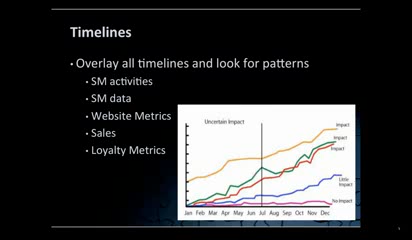 Timelines
• Overlay all timelines and look for patterns
• SM activities
• SM data
• Website Metrics
• Sales
• Loyalty Metrics
Uncertain Impact
Impact
Impact
Impact
Little
Impact
No Impact
Jan Feb Mar Apr May Jun Jul Aug Sep Oct Nov Dec